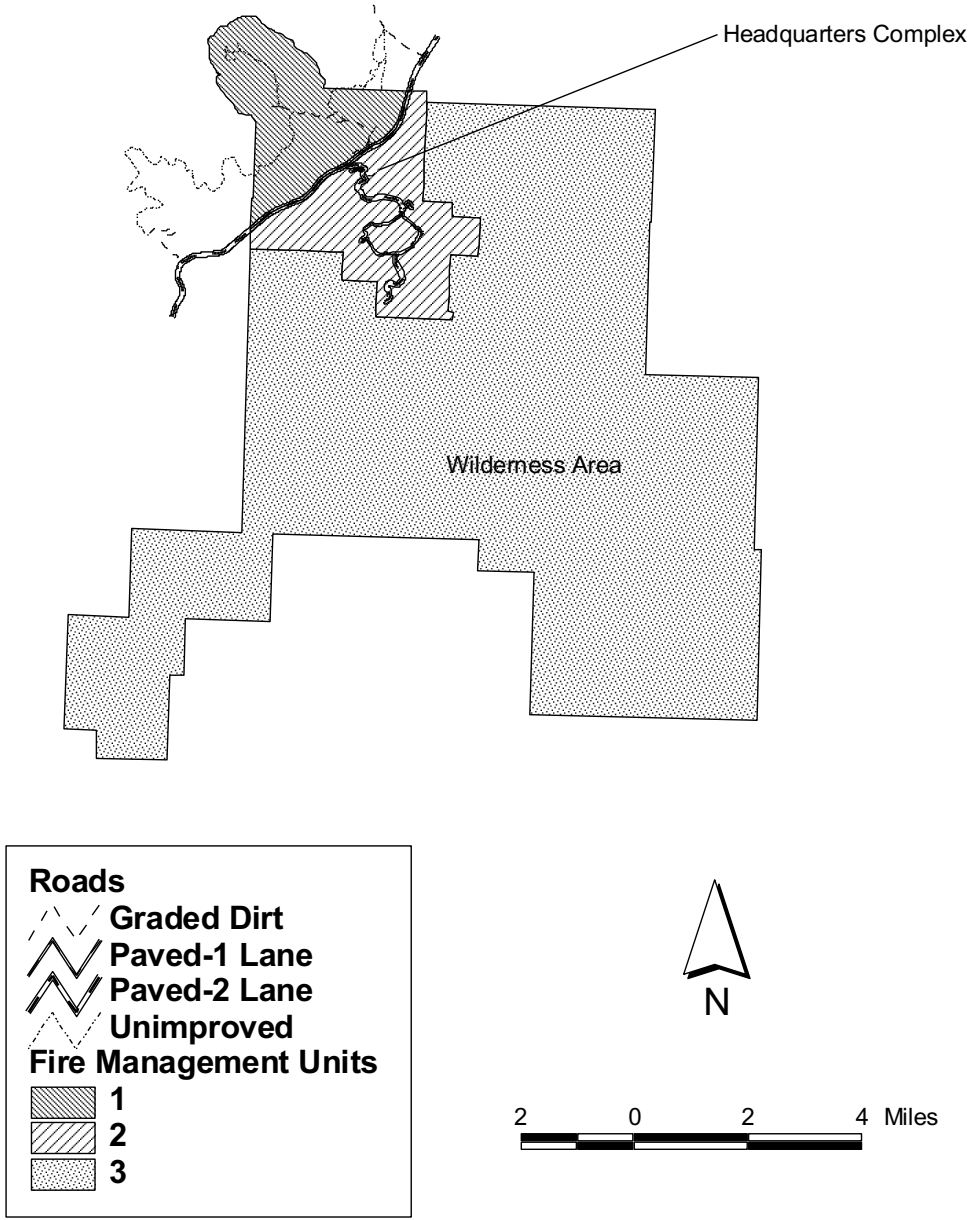 Headquarters Complex
Wilderness Area
Roads
Graded Dirt
Paved-1 Lane
Paved-2 Lane
Unimproved
Fire Management Units
1
2
3
N
2 0 2 4 Miles